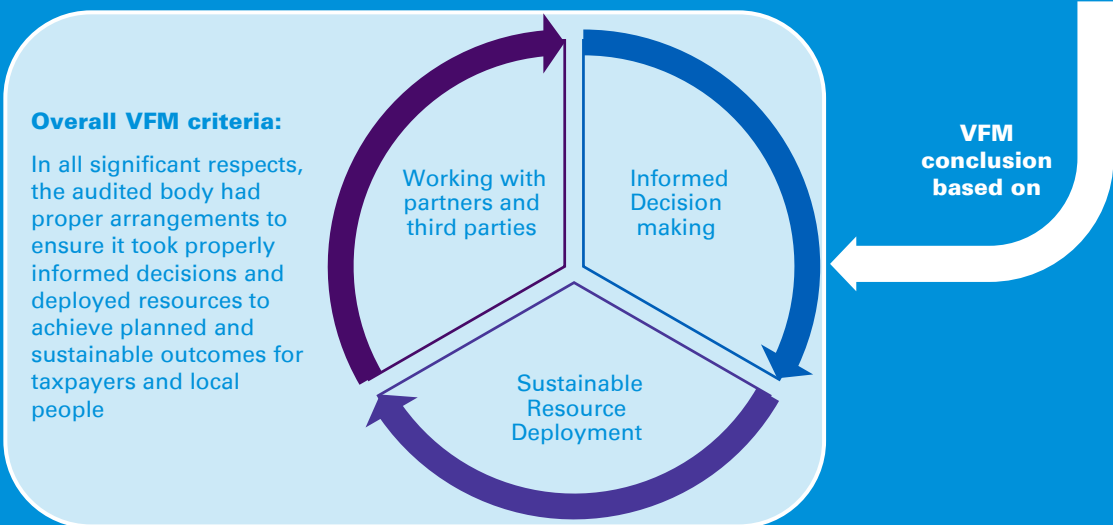 Overall VFM criteria:
In all significant respects,
the audited body had
proper arrangements to
ensure it took properly
informed decisions and
deployed resources to
achieve planned and
sustainable outcomes for
taxpayers and local
people
Working with
partners and
third parties
Informed
Decision
making
Sustainable
Resource
Deployment
VFM
conclusion
based on